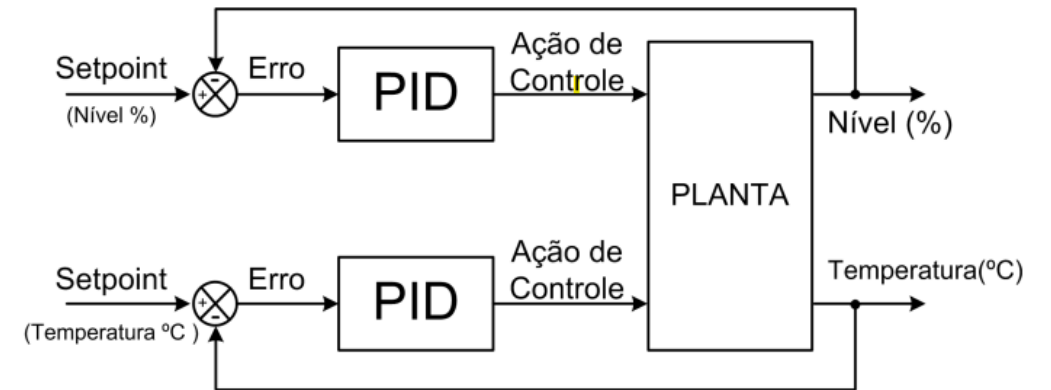 Setpoint
(Nível %)
-
+
Erro
PID
Ação de
Controle
PLANTA
Nível (%)
Setpoint
(Temperatura ºC )
+
-
Erro
PID
Ação de
Controle
Temperatura(ºC)